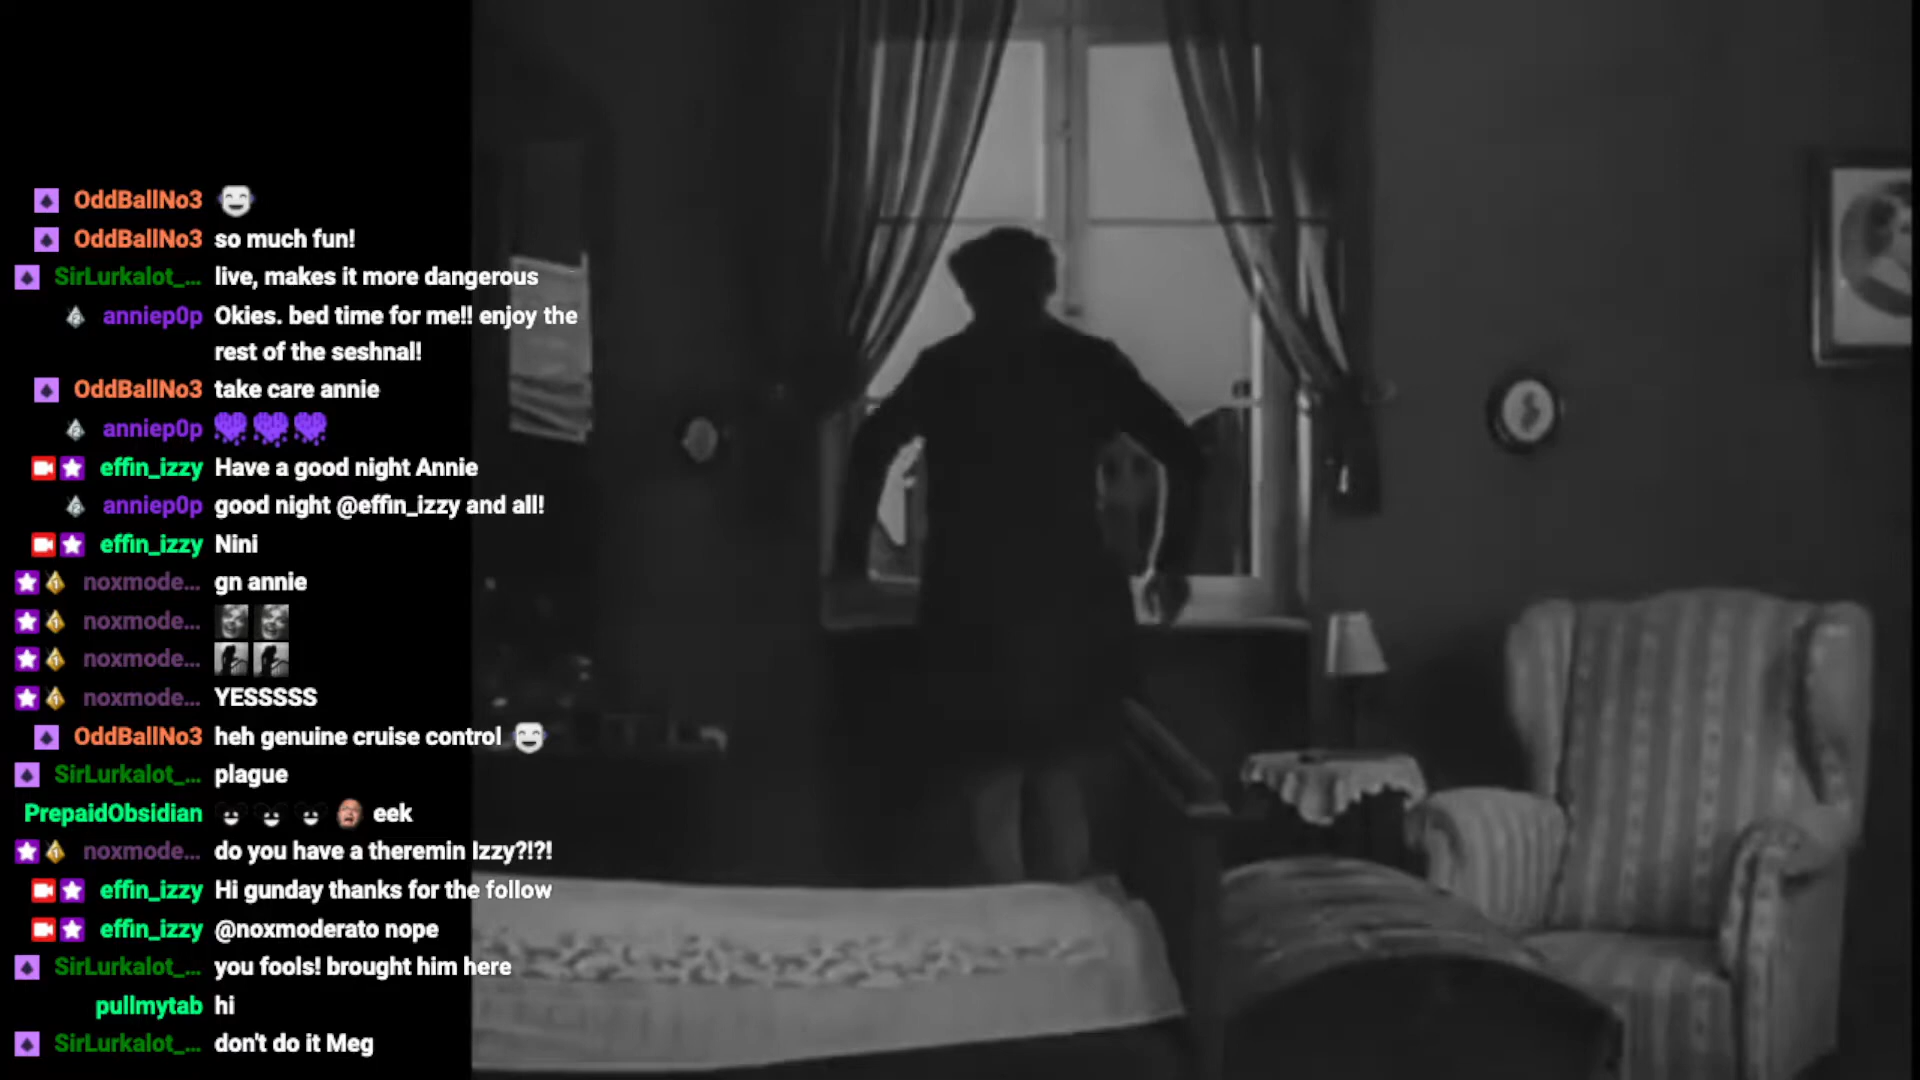 OddBallNo3
OddBallNo3 so much fun!
SirLurkalot_... live, makes it more dangerous
anniep0p Okies. bed time for me!! enjoy the
rest of the seshnal!
OddBallNo3 take care annie
anniep0p
effin_izzy Have a good night Annie
anniep0p good night @effin_izzy and all!
effin_izzy Nini
noxmode... gn annie
noxmode...
noxmode...
noxmode... YESSSSS
OddBallNo3 heh genuine cruise control
SirLurkalot_... plague
PrepaidObsidian eek
noxmode... do you have a theremin Izzy?!?!
effin_izzy Hi gunday thanks for the follow
effin_izzy @noxmoderato nope
SirLurkalot_... you fools! brought him here
pullmytab hi
SirLurkalot_... don't do it Meg